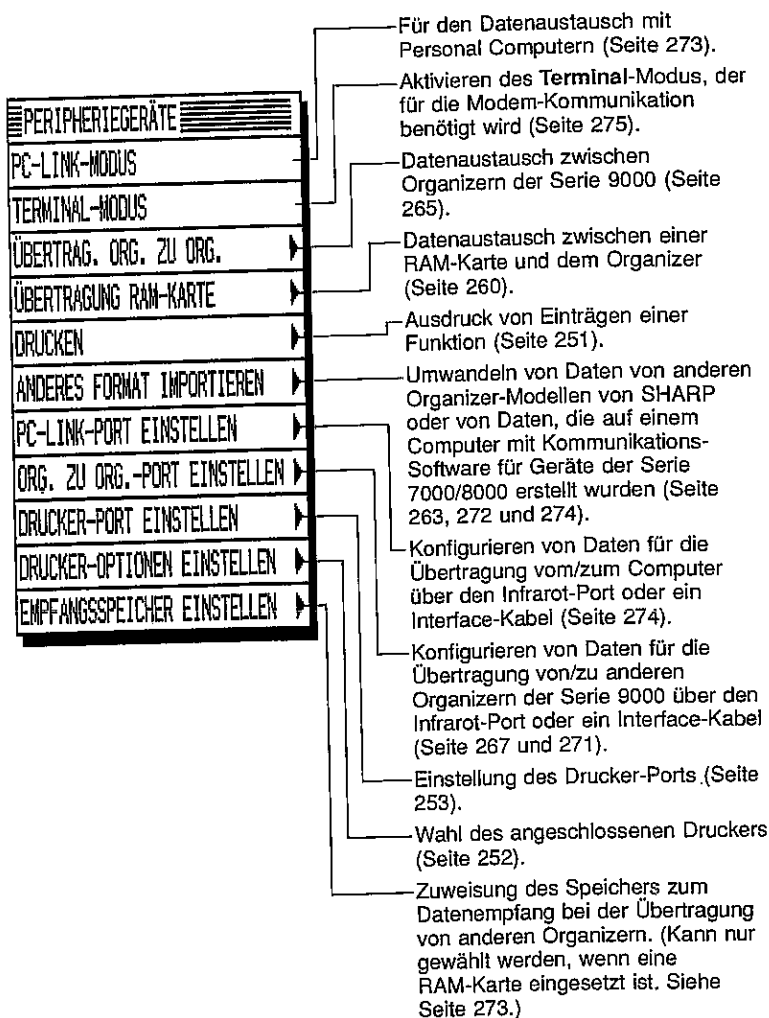 PERIPHERIEGERÄTE
PC-LINK-MODUS
TERMINAL-MODUS
ÜBERTRAG. ORG. ZU ORG.
ÜBERTRAGUNG RAM-KARTE
DRUCKEN
ANDERES FORMAT IMPORTIEREN
PC-LINK-PORT EINSTELLEN
ORG. ZU ORG.-PORT EINSTELLEN
DRUCKER-PORT EINSTELLEN
DRUCKER-OPTIONEN EINSTELLEN
EMPFANGSSPEICHER EINSTELLEN
Für den Datenaustausch mit
Personal Computern (Seite 273).
Aktivieren des Terminal-Modus, der
für die Modem-Kommunikation
benötigt wird (Seite 275).
Datenaustausch zwischen
Organizern der Serie 9000 (Seite
265).
Datenaustausch zwischen einer
RAM-Karte und dem Organizer
(Seite 260).
Ausdruck von Einträgen einer
Funktion (Seite 251).
Umwandeln von Daten von anderen
Organizer-Modellen von SHARP
oder von Daten, die auf einem
Computer mit Kommunikations-
Software für Geräte der Serie
7000/8000 erstellt wurden (Seite
263, 272 und 274).
Konfigurieren von Daten für die
Übertragung vom/zum Computer
über den Infrarot-Port oder ein
Interface-Kabel (Seite 274).
Konfigurieren von Daten für die
Übertragung von/zu anderen
Organizern der Serie 9000 über den
Infrarot-Port oder ein Interface-Kabel
(Seite 267 und 271).
Einstellung des Drucker-Ports (Seite
253).
Wahl des angeschlossenen Druckers
(Seite 252).
Zuweisung des Speichers zum
Datenempfang bei der Übertragung
von anderen Organizern. (Kann nur
gewählt werden, wenn eine
RAM-Karte eingesetzt ist. Siehe
Seite 273.)